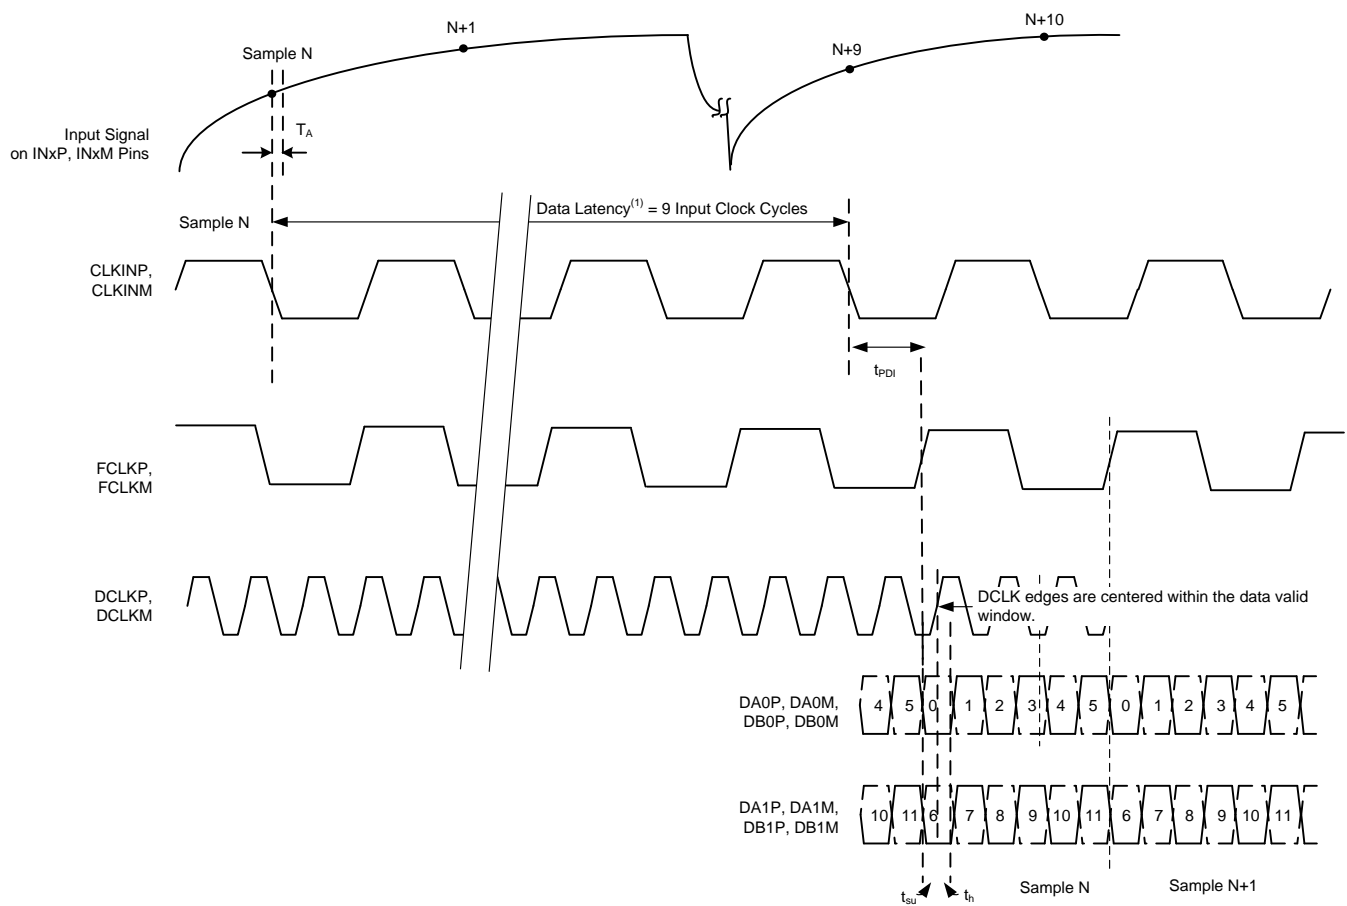 N+1
N+10
Sample N
N+9
T_A
Input Signal
on INxP, INxM Pins
Sample N
Data Latency(1) = 9 Input Clock Cycles
CLKINP,
CLKINM
t_PDI
FCLKP,
FCLKM
DCLKP,
DCLKM
DCLK edges are centered within the data valid
window.
DA0P, DA0M,
DB0P, DB0M
4 5 0 1 2 3 4 5 0 1 2 3 4 5
DA1P, DA1M,
DB1P, DB1M
10 11 6 7 8 9 10 11 6 7 8 9 10 11
t_su
t_h
Sample N
Sample N+1